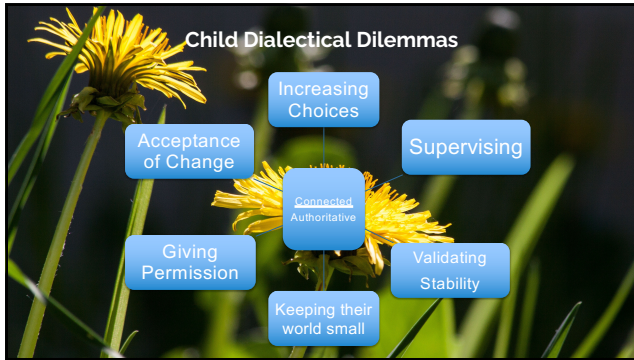 Child Dialectical Dilemmas
Increasing
Choices
Acceptance
of Change
Supervising
Connected
Authoritative
Giving
Permission
Validating
Stability
Keeping their
world small